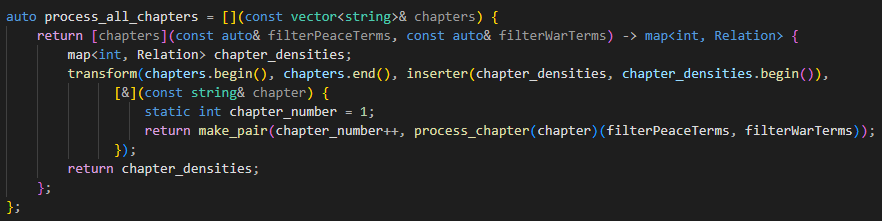 auto process_all_chapters = [](const vector<string>& chapters) {
    return [chapters](const auto& filterPeaceTerms, const auto& filterWarTerms) -> map<int, Relation> {
        map<int, Relation> chapter_densities;
        transform(chapters.begin(), chapters.end(), inserter(chapter_densities, chapter_densities.begin()),
              [&](const string& chapter) {
                  static int chapter_number = 1;
                  return make_pair(chapter_number++, process_chapter(chapter)(filterPeaceTerms, filterWarTerms));
              });
        return chapter_densities;
    };
};